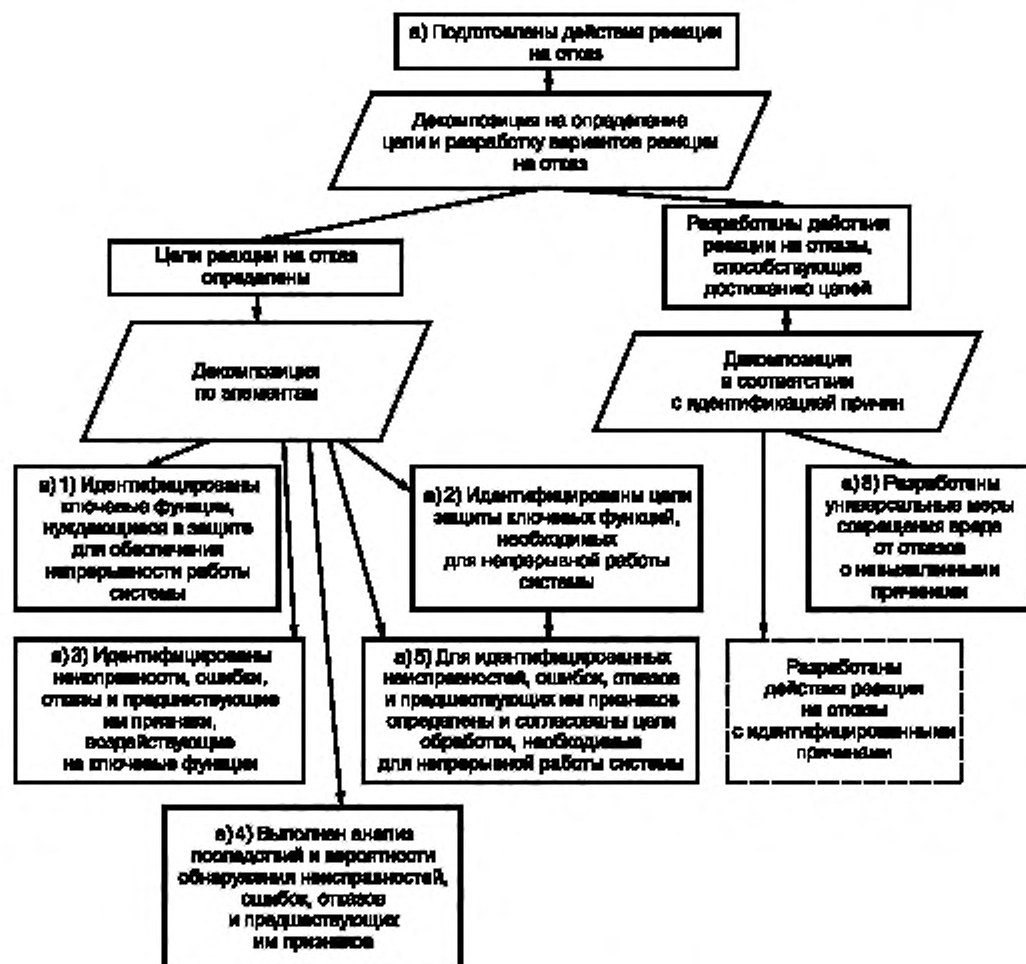 а) Подготовлены действия реакции
на отказ
Декомпозиция на определение
цели и разработку вариантов реакции
на отказ
Цели реакции на отказ
определены
Разработаны действия
реакции на отказы,
способствующие
достижению целей
Декомпозиция
по элементам
Декомпозиция
в соответствии
с идентификацией причин
а)1) Идентифицированы
ключевые функции,
нуждающиеся в защите
для обеспечения
непрерывности работы
системы
а)2) Идентифицированы цели
защиты ключевых функций,
необходимых
для непрерывной работы
системы
а)8) Разработаны
универсальные меры
сокращения вреда
от отказов
с невыявленными
причинами
а)3) Идентифицированы
неисправности, ошибки,
отказы и предшествующие
им признаки,
воздействующие
на ключевые функции
а)5) Для идентифицированных
неисправностей, ошибок, отказов
и предшествующих им признаков
определены и согласованы цели
обработки, необходимые
для непрерывной работы системы
Разработаны
действия реакция
на отказы
с идентифицированными
причинами
а)4) Выполнен анализ
последствий и вероятности
обнаружения неисправностей,
ошибок, отказов
и предшествующих
им признаков